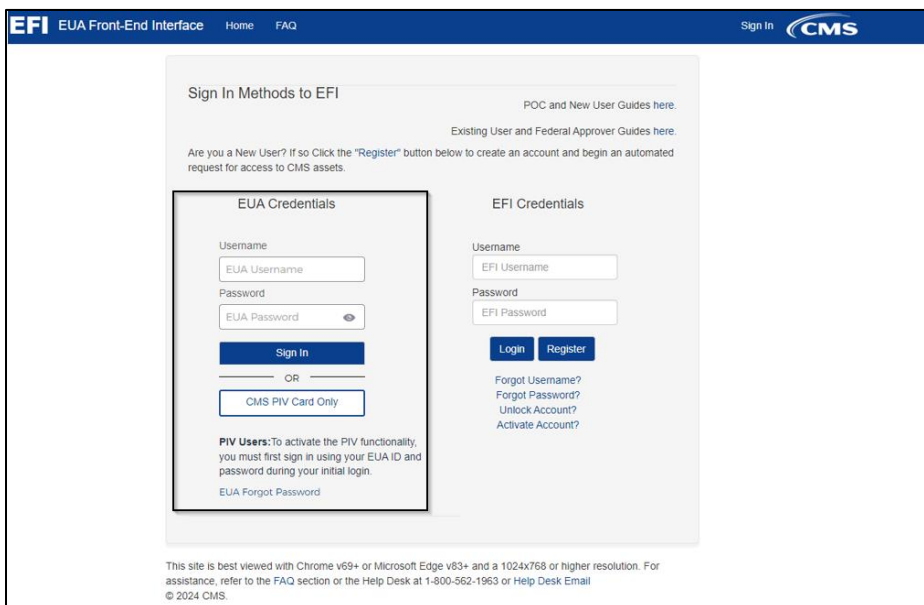 EFI EUA Front-End Interface Home FAQ Sign In CMS
Sign In Methods to EFI
POC and New User Guides here.
Existing User and Federal Approver Guides here.
Are you a New User? If so Click the "Register" button below to create an account and begin an automated
request for access to CMS assets.
EUA Credentials
Username
EUA Username
Password
EUA Password
Sign In
OR
CMS PIV Card Only
PIV Users:To activate the PIV functionality,
you must first sign in using your EUA ID and
password during your initial login.
EUA Forgot Password
EFI Credentials
Username
EFI Username
Password
EFI Password
Login Register
Forgot Username?
Forgot Password?
Unlock Account?
Activate Account?
This site is best viewed with Chrome v69+ or Microsoft Edge v83+ and a 1024x768 or higher resolution. For
assistance, refer to the FAQ section or the Help Desk at 1-800-562-1963 or Help Desk Email
© 2024 CMS.